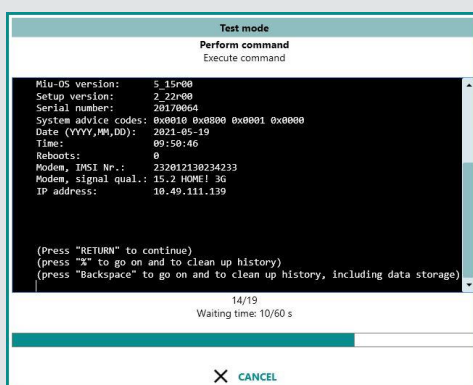 Test mode
Perform command
Execute command
Miu-OS version: 5_15r00
Setup version: 2_22r00
Serial number: 20170064
System advice codes: 0x0010 0x0800 0x0001 0x0000
Date (YYYY,MM,DD): 2021-05-19
Time: 09:50:46
Reboots: 0
Modem, IMSI Nr.: 232012130234233
Modem, signal qual.: 15.2 HOME! 3G
IP address: 10.49.111.139
(Press "RETURN" to continue)
(press "%" to go on and to clean up history)
(press "Backspace" to go on and to clean up history, including data storage)
14/19
Waiting time: 10/60 s
CANCEL